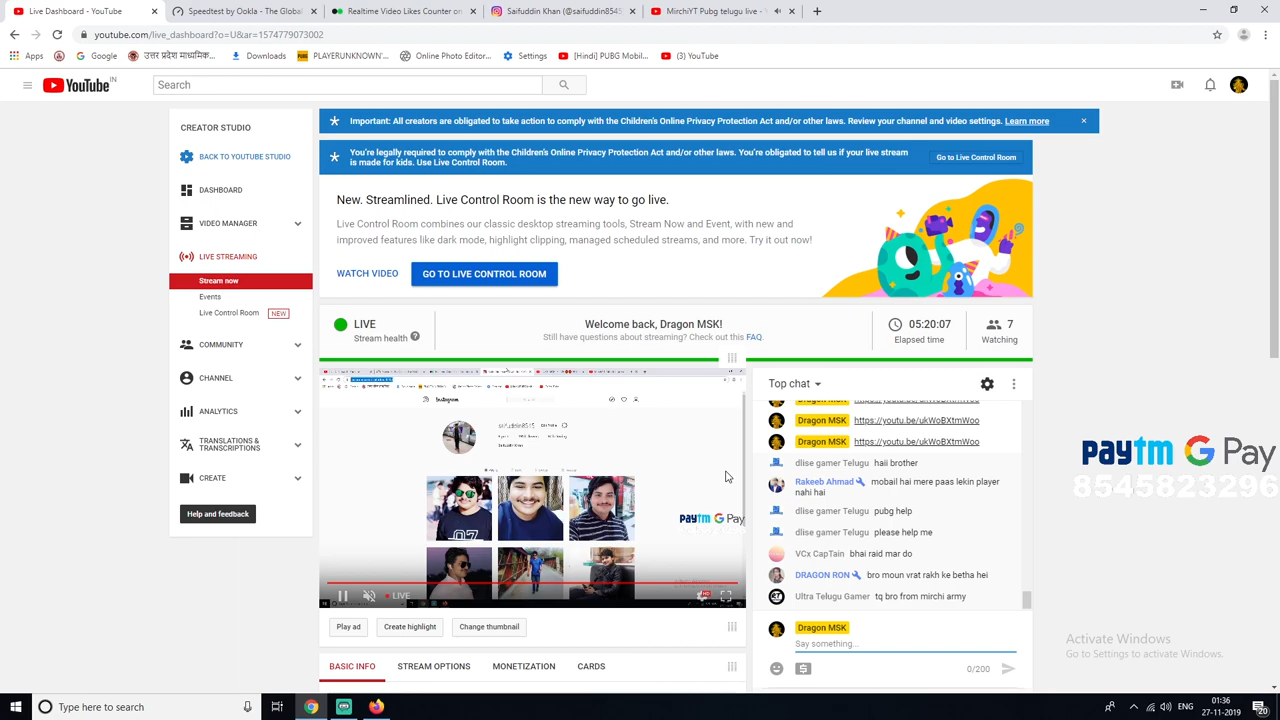 Live Dashboard - YouTube
Speedtest by Ookla - The Global
Realtime Video Likes Counter on
Saifuddin Khan (@saifuddin8545
MirchiYT Pubg telugu live -
youtube.com/live_dashboard?o=U&ar=1574779073002
Apps
Google
उत्तर प्रदेश माध्यमिक...
Downloads
PLAYERUNKNOWN'...
Online Photo Editor...
Settings
[Hindi] PUBG Mobil...
(3) YouTube
YouTube IN
Search
CREATOR STUDIO
BACK TO YOUTUBE STUDIO
DASHBOARD
VIDEO MANAGER
LIVE STREAMING
Stream now
Events
Live Control Room NEW
COMMUNITY
CHANNEL
ANALYTICS
TRANSLATIONS &
TRANSCRIPTIONS
CREATE
Help and feedback
Important: All creators are obligated to take action to comply with the Children's Online Privacy Protection Act and/or other laws. Review your channel and video settings. Learn more
You're legally required to comply with the Children's Online Privacy Protection Act and/or other laws. You're obligated to tell us if your live stream
is made for kids. Use Live Control Room.
Go to Live Control Room
New. Streamlined. Live Control Room is the new way to go live.
Live Control Room combines our classic desktop streaming tools, Stream Now and Event, with new and
improved features like dark mode, highlight clipping, managed scheduled streams, and more. Try it out now!
WATCH VIDEO
GO TO LIVE CONTROL ROOM
LIVE
Stream health
Welcome back, Dragon MSK!
Still have questions about streaming? Check out this FAQ.
05:20:07
Elapsed time
7
Watching
Instagram
07
paytm G Pay
LIVE
HD
Play ad
Create highlight
Change thumbnail
BASIC INFO
STREAM OPTIONS
MONETIZATION
CARDS
Top chat
Dragon MSK https://youtu.be/ukWoBXtmWoo
Dragon MSK https://youtu.be/ukWoBXtmWoo
Dragon MSK https://youtu.be/ukWoBXtmWoo
dlise gamer Telugu haii brother
Rakeeb Ahmad mobail hai mere paas lekin player
nahi hai
dlise gamer Telugu pubg help
dlise gamer Telugu please help me
VCx CapTain bhai raid mar do
DRAGON RON bro moun vrat rakh ke betha hei
Ultra Telugu Gamer tq bro from mirchi army
Dragon MSK
Say something...
0/200
paytm G Pay
Activate Windows
Go to Settings to activate Windows.
Type here to search
ENG
01:36
27-11-2019
20